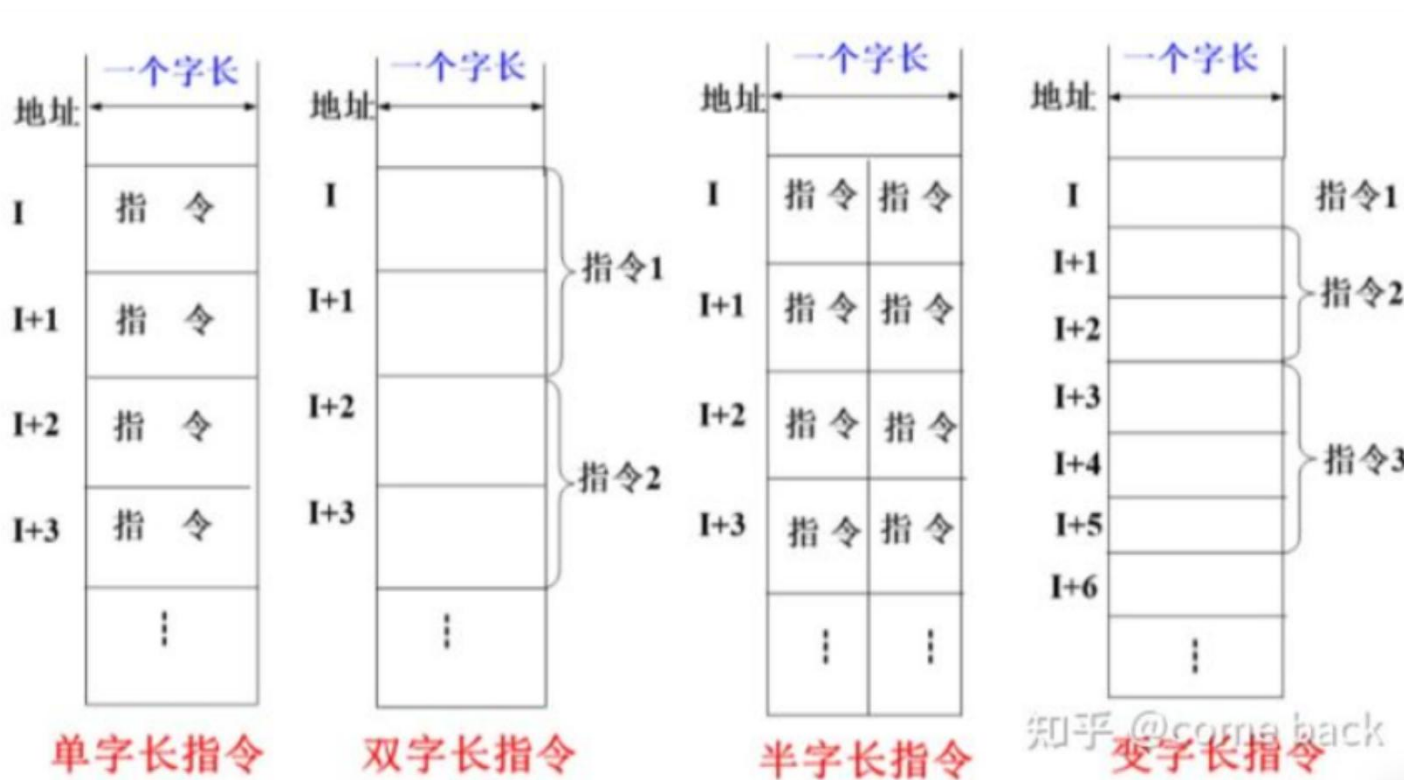 一个字长
地址
I 指 令
I+1 指 令
I+2 指 令
I+3 指 令
单字长指令
一个字长
地址
I
I+1
指令1
I+2
I+3
指令2
双字长指令
一个字长
地址
I 指 令 指 令
I+1 指 令 指 令
I+2 指 令 指 令
I+3 指 令 指 令
半字长指令
一个字长
地址
I 指令1
I+1
指令2
I+2
I+3
I+4 指令3
I+5
I+6
变字长指令
知乎 @come back